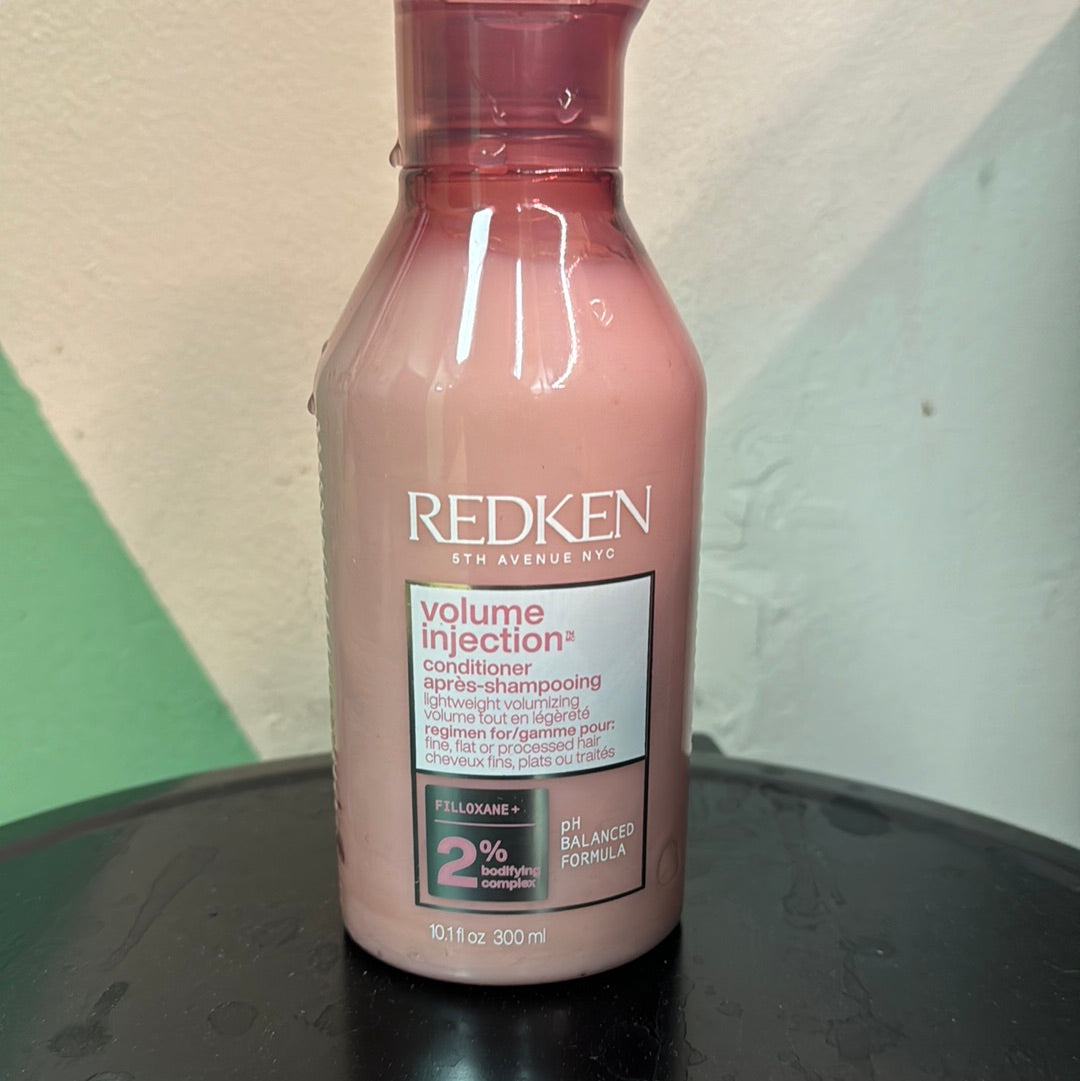 REDKEN
5TH AVENUE NYC
volume
injection™ MC
conditioner
après-shampooing
lightweight volumizing
volume tout en légèreté
regimen for/gamme pour:
fine, flat or processed hair
cheveux fins, plats ou traités
FILLOXANE+
2% bodifying
complex
pH
BALANCED
FORMULA
10.1 fl oz 300 ml